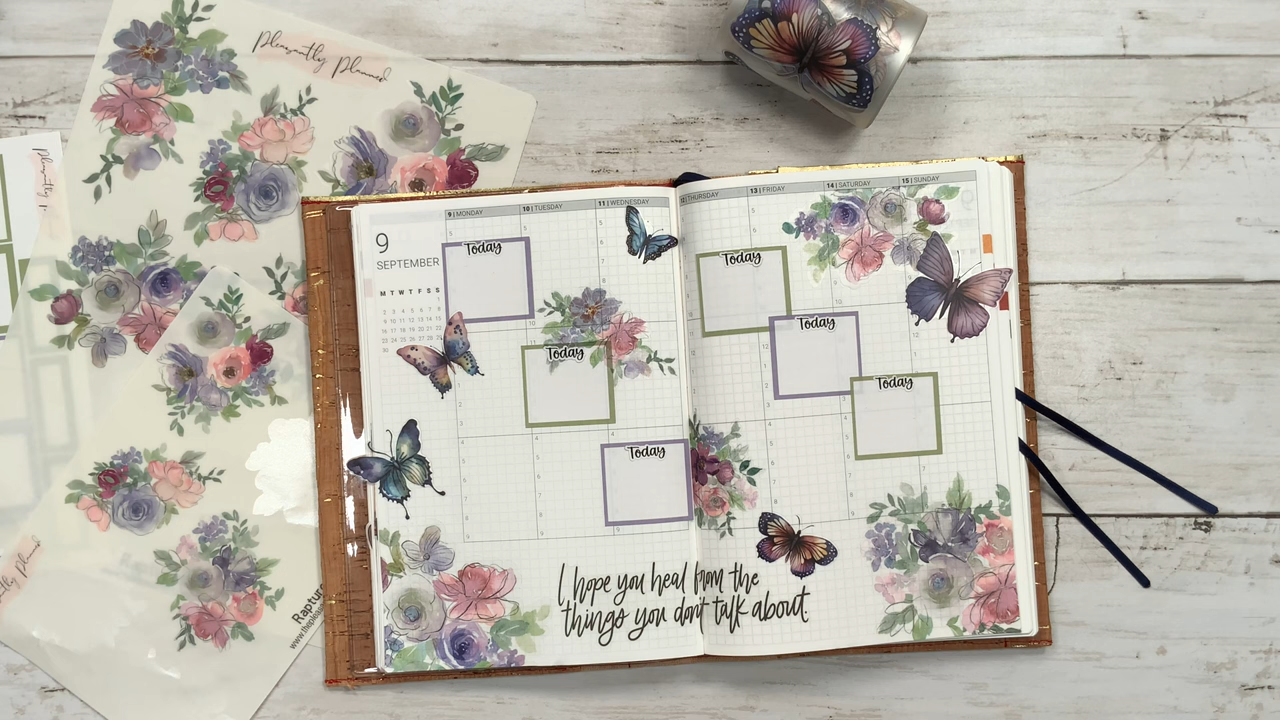 Pleasantly Planned
9 | MONDAY
10 | TUESDAY
11 | WEDNESDAY
12 | THURSDAY
13 | FRIDAY
14 | SATURDAY
15 | SUNDAY
9
SEPTEMBER
M T W T F S S
Today
Today
Today
Today
Today
Today
I hope you heal from the
things you don't talk about.